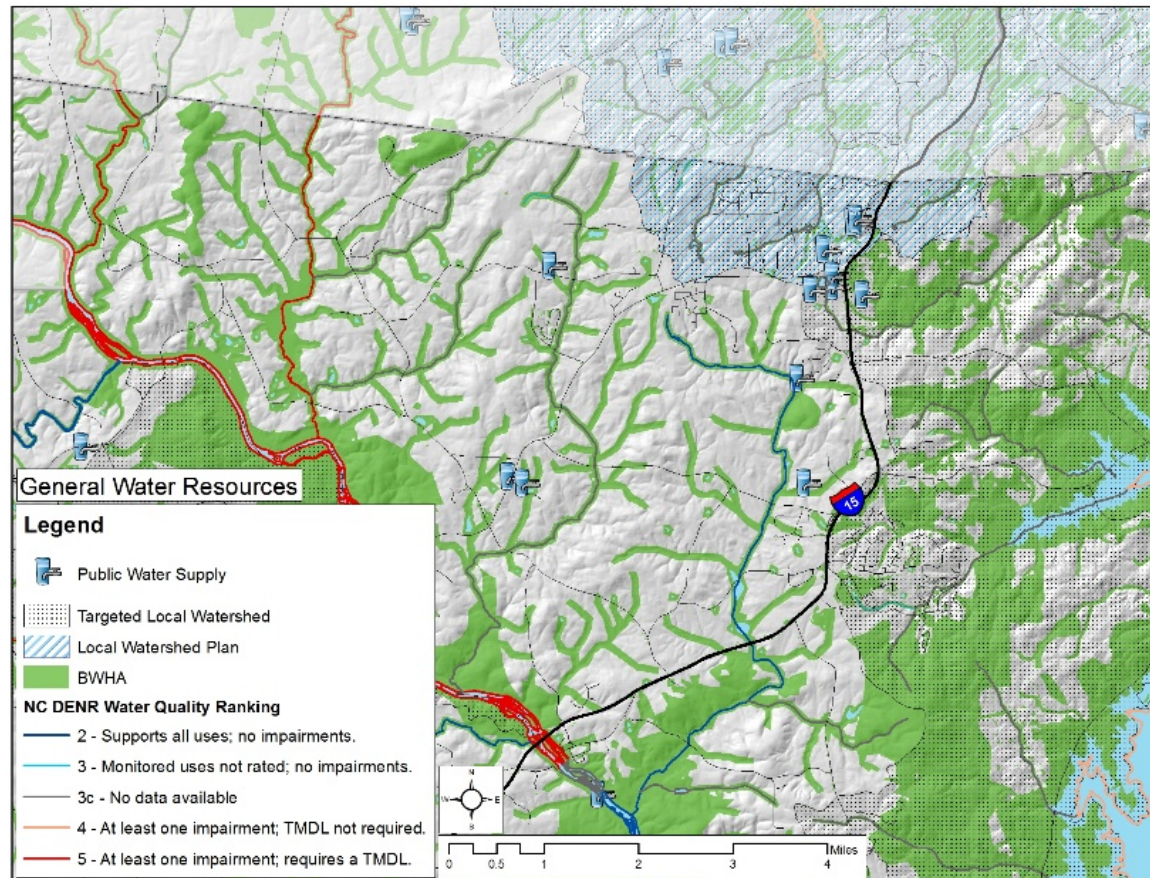 15
General Water Resources
Legend
Public Water Supply
Targeted Local Watershed
Local Watershed Plan
BWHA
NC DENR Water Quality Ranking
2 - Supports all uses; no impairments.
3 - Monitored uses not rated; no impairments.
3c - No data available
4 - At least one impairment; TMDL not required.
5 - At least one impairment; requires a TMDL.
N
W E
S
Miles
0 0.5 1 2 3 4